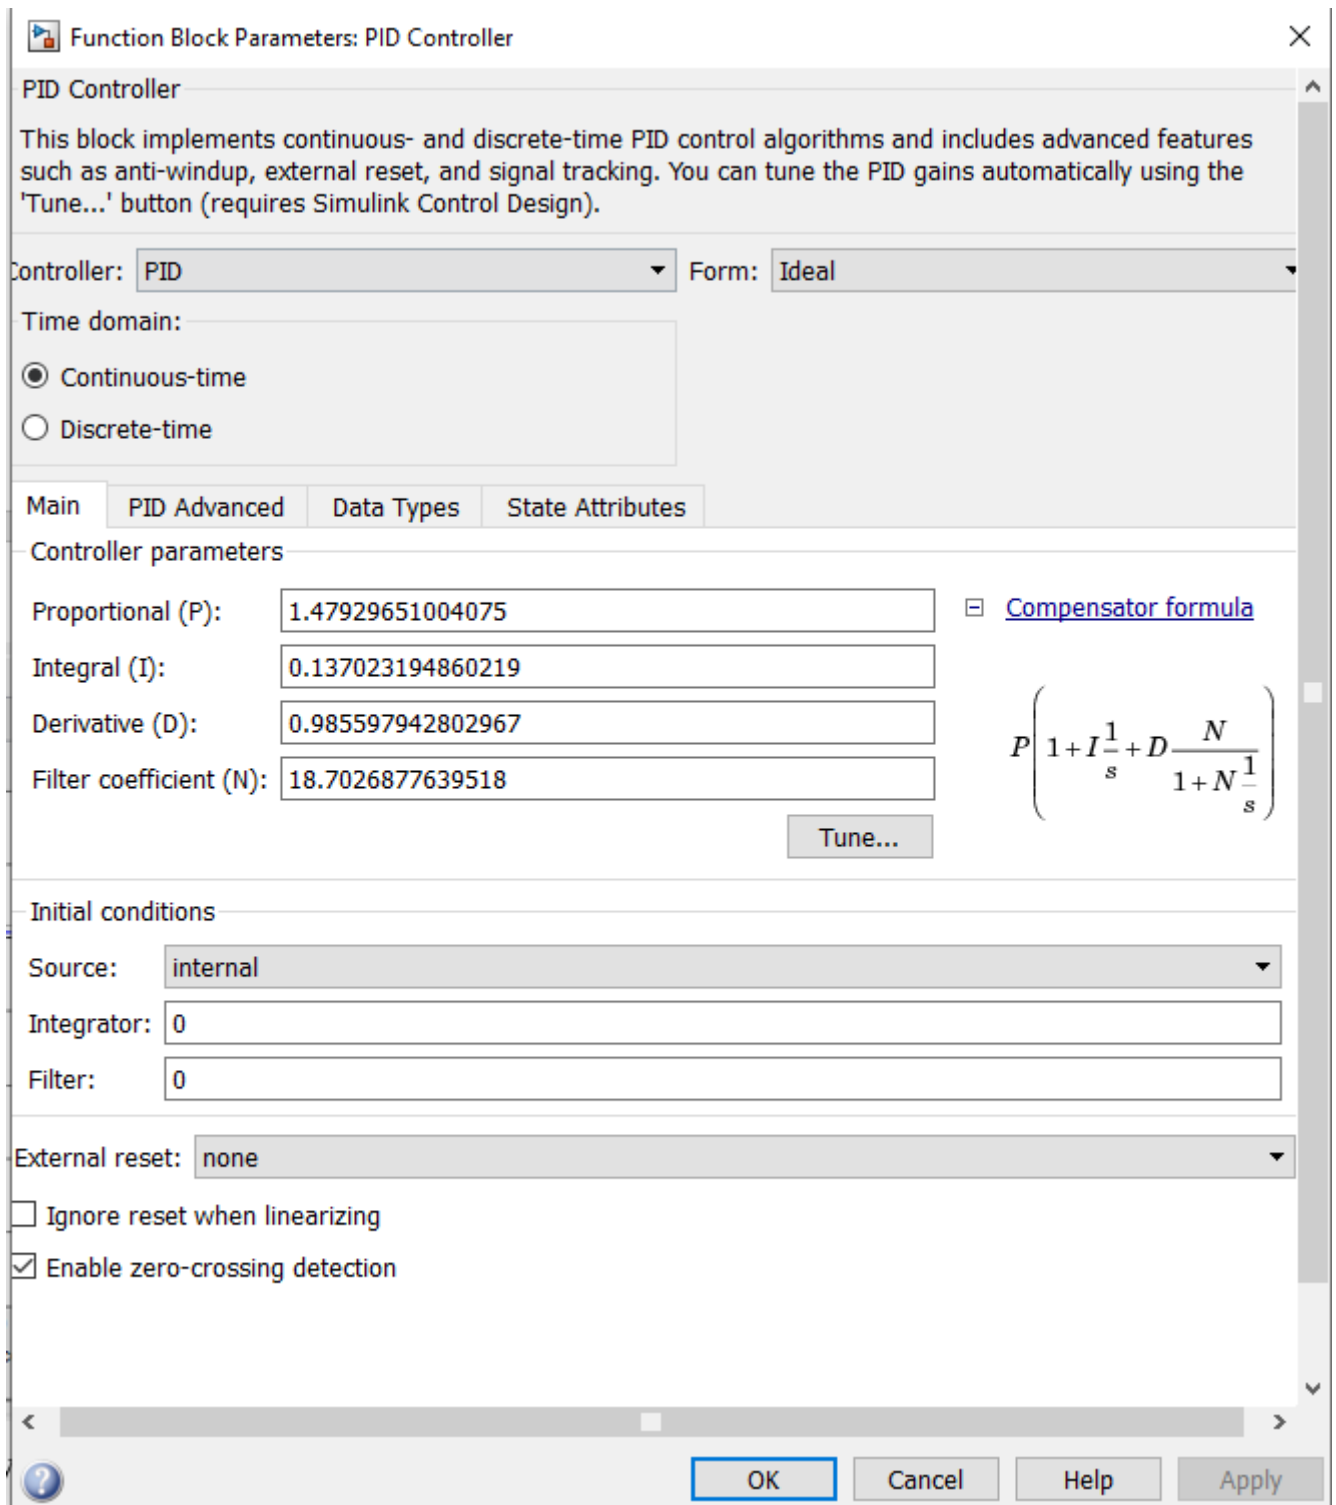 Function Block Parameters: PID Controller
PID Controller
This block implements continuous- and discrete-time PID control algorithms and includes advanced features
such as anti-windup, external reset, and signal tracking. You can tune the PID gains automatically using the
'Tune...' button (requires Simulink Control Design).
Controller: PID Form: Ideal
Time domain:
Continuous-time
Discrete-time
Main PID Advanced Data Types State Attributes
Controller parameters
Proportional (P): 1.47929651004075 Compensator formula
Integral (I): 0.137023194860219
Derivative (D): 0.985597942802967
Filter coefficient (N): 18.7026877639518
P(1+I 1/s + D N/(1+N 1/s))
Tune...
Initial conditions
Source: internal
Integrator: 0
Filter: 0
External reset: none
Ignore reset when linearizing
Enable zero-crossing detection
OK Cancel Help Apply